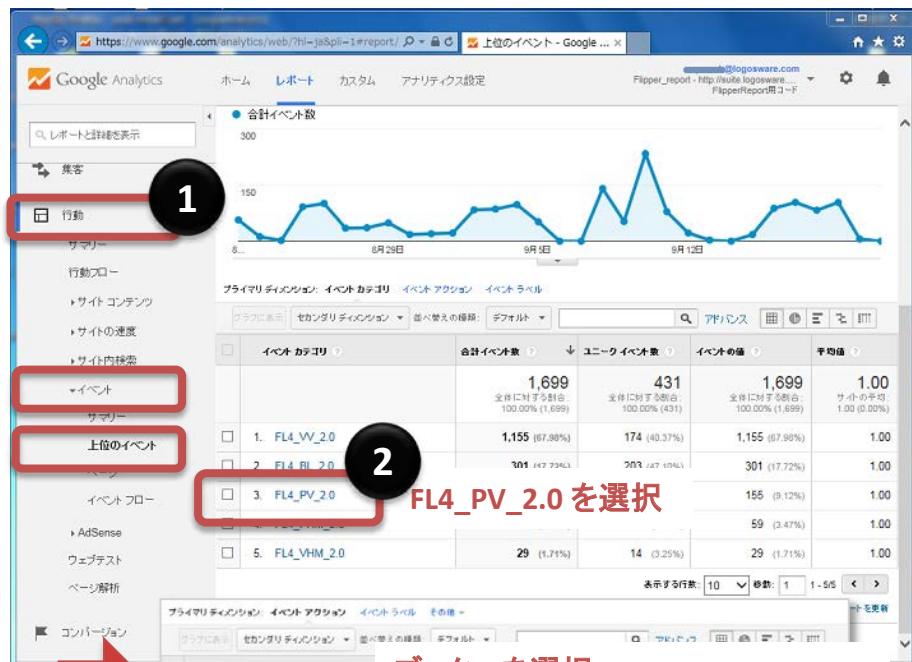 https://www.google.com/analytics/web/?hl=ja&pli=1#report/
上位のイベント - Google ...
Google Analytics
ホーム レポート カスタム アナリティクス設定
@logosware.com
Flipper_report - http://suite.logosware....
FlipperReport用コード
レポートと詳細を表示
合計イベント数
300
150
8... 8月29日 9月5日 9月12日
集客
1
行動
サマリー
行動フロー
サイト コンテンツ
サイトの速度
サイト内検索
イベント
サマリー
上位のイベント
イベント フロー
AdSense
ウェブテスト
ページ解析
コンバージョン
プライマリ ディメンション: イベント カテゴリ イベント アクション イベント ラベル
グラフに表示 セカンダリ ディメンション 並べ替えの種類: デフォルト アドバンス
イベント カテゴリ ? 合計イベント数 ? ↓ ユニーク イベント数 ? イベントの値 ? 平均値 ?
1,699 431 1,699 1.00
全体に対する割合: 全体に対する割合: 全体に対する割合: サイトの平均:
100.00% (1,699) 100.00% (431) 100.00% (1,699) 1.00 (0.00%)
1. FL4_VV_2.0 1,155 (67.98%) 174 (40.37%) 1,155 (67.98%) 1.00
2. FL4_BL_2.0 301 (17.72%) 203 (47.10%) 301 (17.72%) 1.00
2
3. FL4_PV_2.0 155 (9.12%) 1.00
FL4_PV_2.0 を選択
59 (3.47%) 1.00
5. FL4_VHM_2.0 29 (1.71%) 14 (3.25%) 29 (1.71%) 1.00
表示する行数: 10 移動: 1 1 - 5/5
トを更新
プライマリ ディメンション: イベント アクション イベント ラベル その他
グラフに表示 セカンダリ ディメンション 並べ替えの種類: デフォルト アドバンス